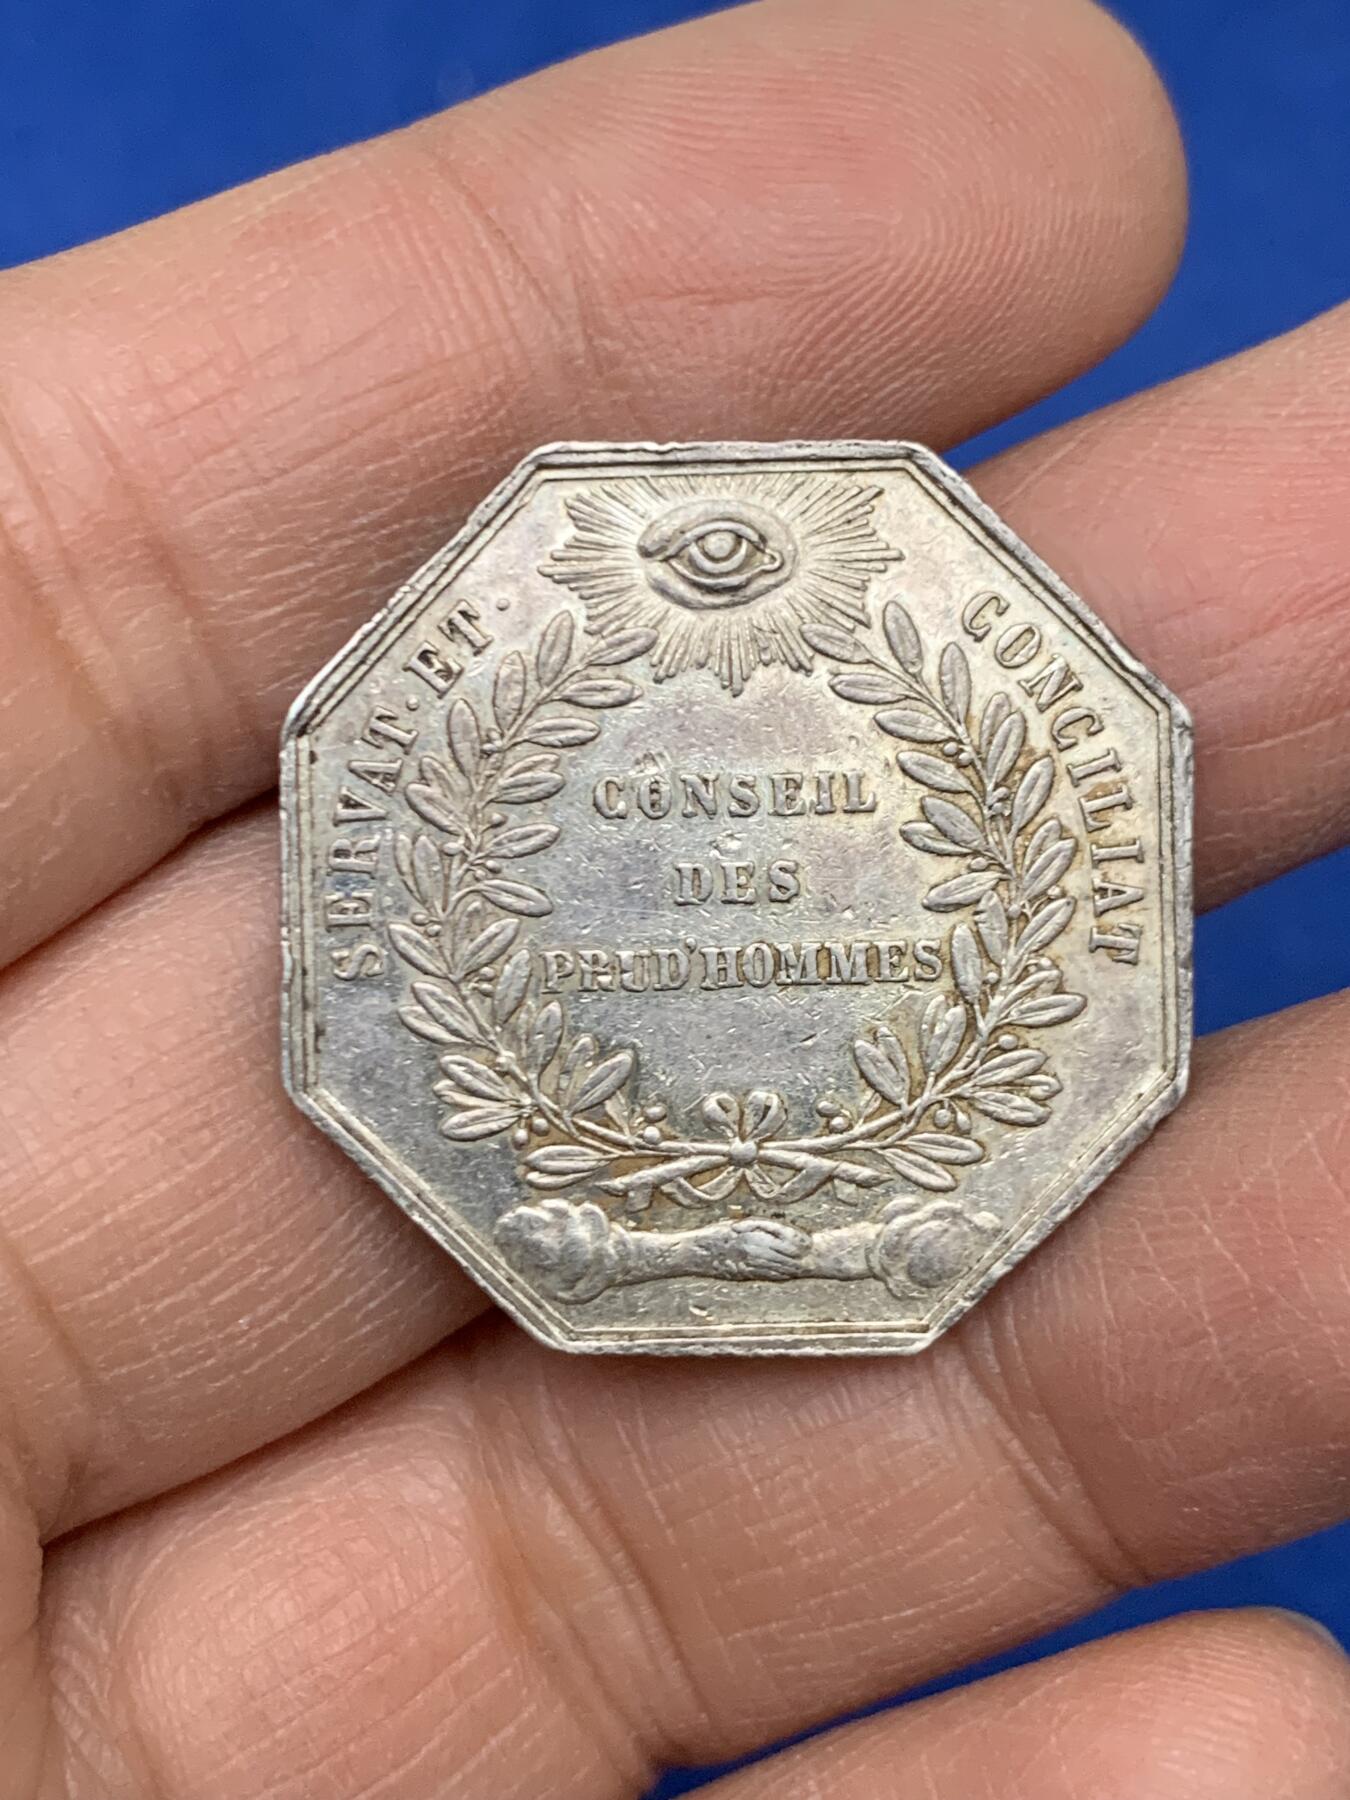 SERVAT · ET · CONCILIAT
CONSEIL
DES
PRUD'HOMMES